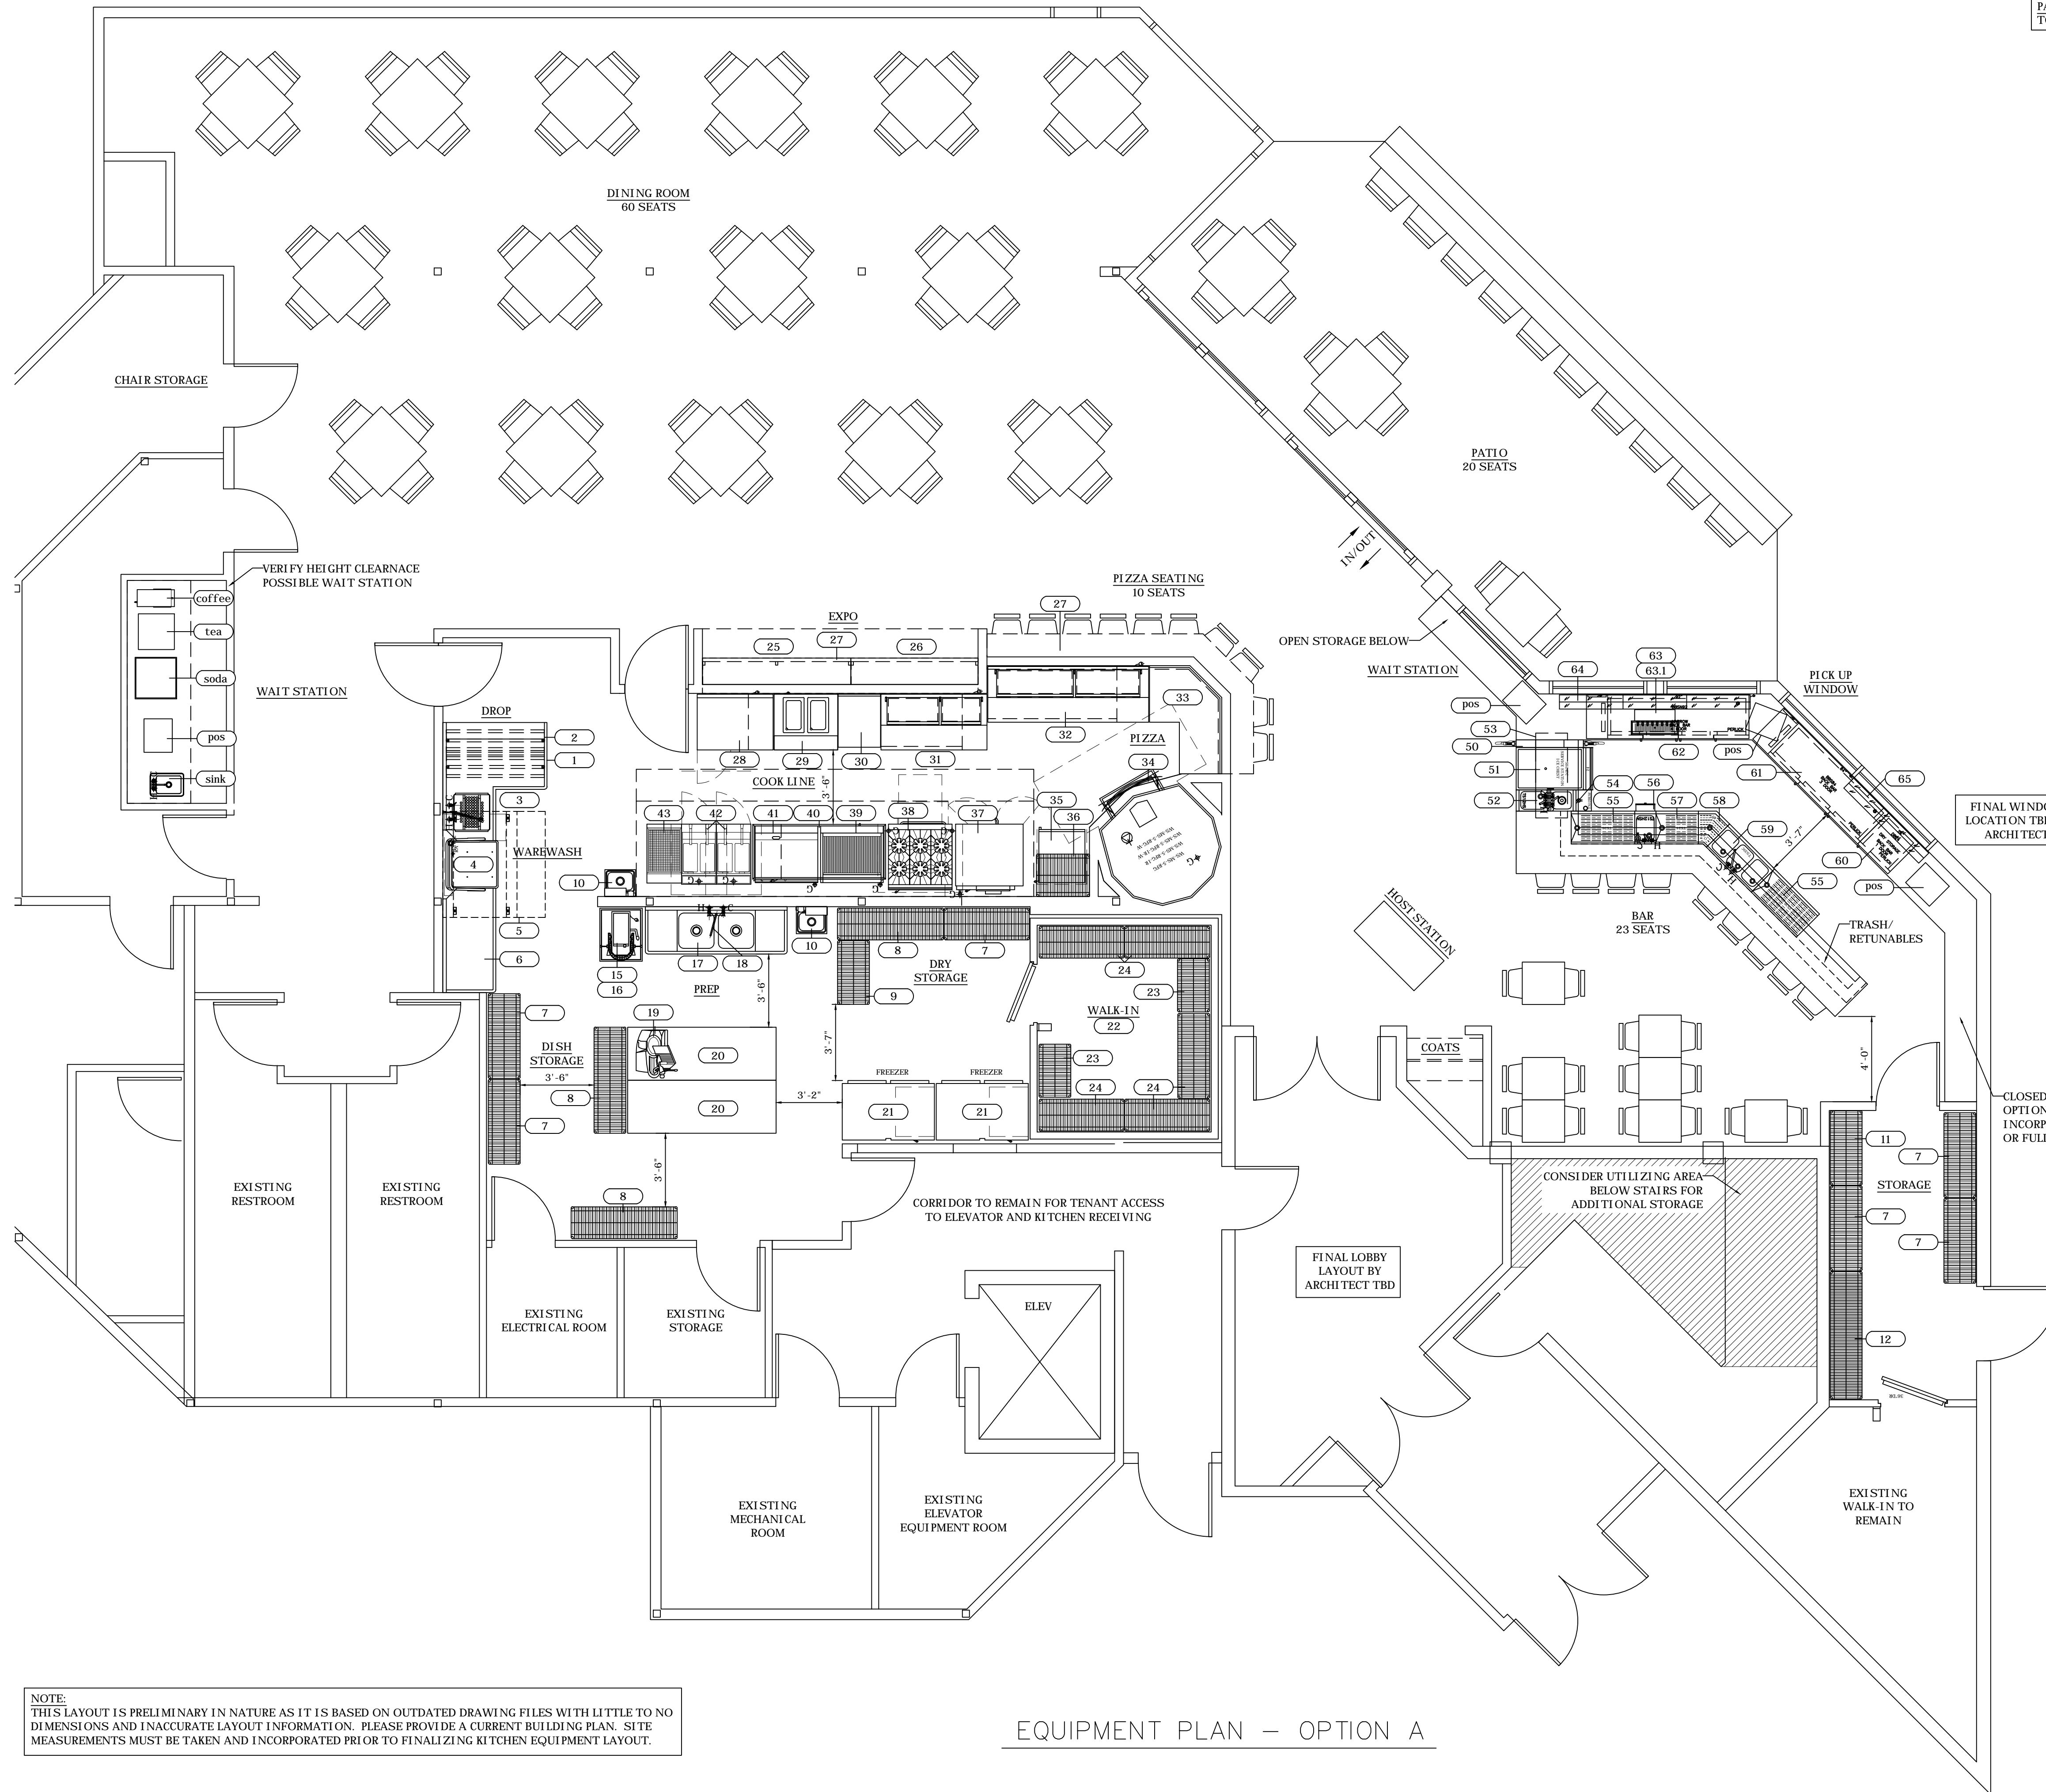 PA
TO
DINING ROOM
60 SEATS
CHAIR STORAGE
PATIO
20 SEATS
IN/OUT
VERIFY HEIGHT CLEARNACE
POSSIBLE WAIT STATION
coffee
tea
soda
pos
sink
WAIT STATION
PIZZA SEATING
10 SEATS
27
EXPO
25
27
26
OPEN STORAGE BELOW
WAIT STATION
pos
64
63
63.1
PICK UP
WINDOW
DROP
2
1
3
4
WAREWASH
5
6
28
29
30
31
32
33
PIZZA
34
COOK LINE
3'-6"
43
42
41
40
39
38
37
35
36
10
53
50
51
52
54
55
56
57
58
59
62
pos
61
65
3'-7"
60
55
pos
FINAL WINDO
LOCATION TBD
ARCHITECT
HOST STATION
BAR
23 SEATS
TRASH/
RETUNABLES
H
C
15
16
17
18
10
PREP
3'-6"
8
7
DRY
STORAGE
9
24
23
WALK-IN
22
23
24
24
7
DISH
STORAGE
3'-6"
8
7
19
20
20
3'-2"
3'-7"
FREEZER
FREEZER
21
21
3'-6"
8
COATS
4'-0"
CLOSED
OPTION
INCORP
OR FULL
11
7
STORAGE
7
7
12
EXISTING
RESTROOM
EXISTING
RESTROOM
CORRIDOR TO REMAIN FOR TENANT ACCESS
TO ELEVATOR AND KITCHEN RECEIVING
CONSIDER UTILIZING AREA
BELOW STAIRS FOR
ADDITIONAL STORAGE
FINAL LOBBY
LAYOUT BY
ARCHITECT TBD
EXISTING
ELECTRICAL ROOM
EXISTING
STORAGE
ELEV
EXISTING
MECHANICAL
ROOM
EXISTING
ELEVATOR
EQUIPMENT ROOM
EXISTING
WALK-IN TO
REMAIN
NOTE:
THIS LAYOUT IS PRELIMINARY IN NATURE AS IT IS BASED ON OUTDATED DRAWING FILES WITH LITTLE TO NO
DIMENSIONS AND INACCURATE LAYOUT INFORMATION. PLEASE PROVIDE A CURRENT BUILDING PLAN. SITE
MEASUREMENTS MUST BE TAKEN AND INCORPORATED PRIOR TO FINALIZING KITCHEN EQUIPMENT LAYOUT.
EQUIPMENT PLAN – OPTION A